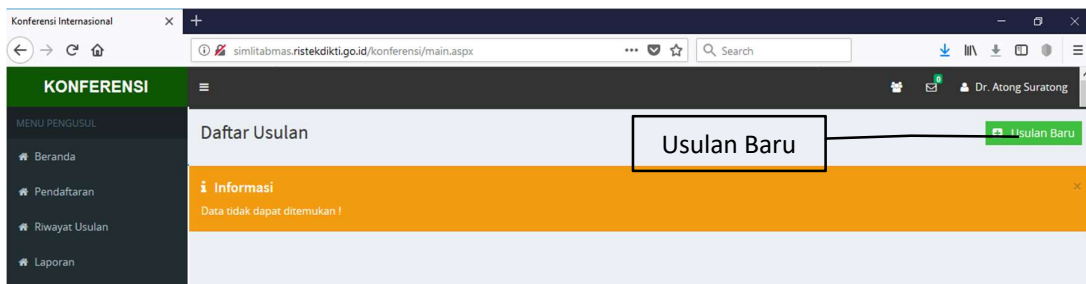 Konferensi Internasional
simlitabmas.ristekdikti.go.id/konferensi/main.aspx
Search
KONFERENSI
0
Dr. Atong Suratong
MENU PENGUSUL
Daftar Usulan
Usulan Baru
Usulan Baru
Beranda
Informasi
Pendaftaran
Data tidak dapat ditemukan !
Riwayat Usulan
Laporan